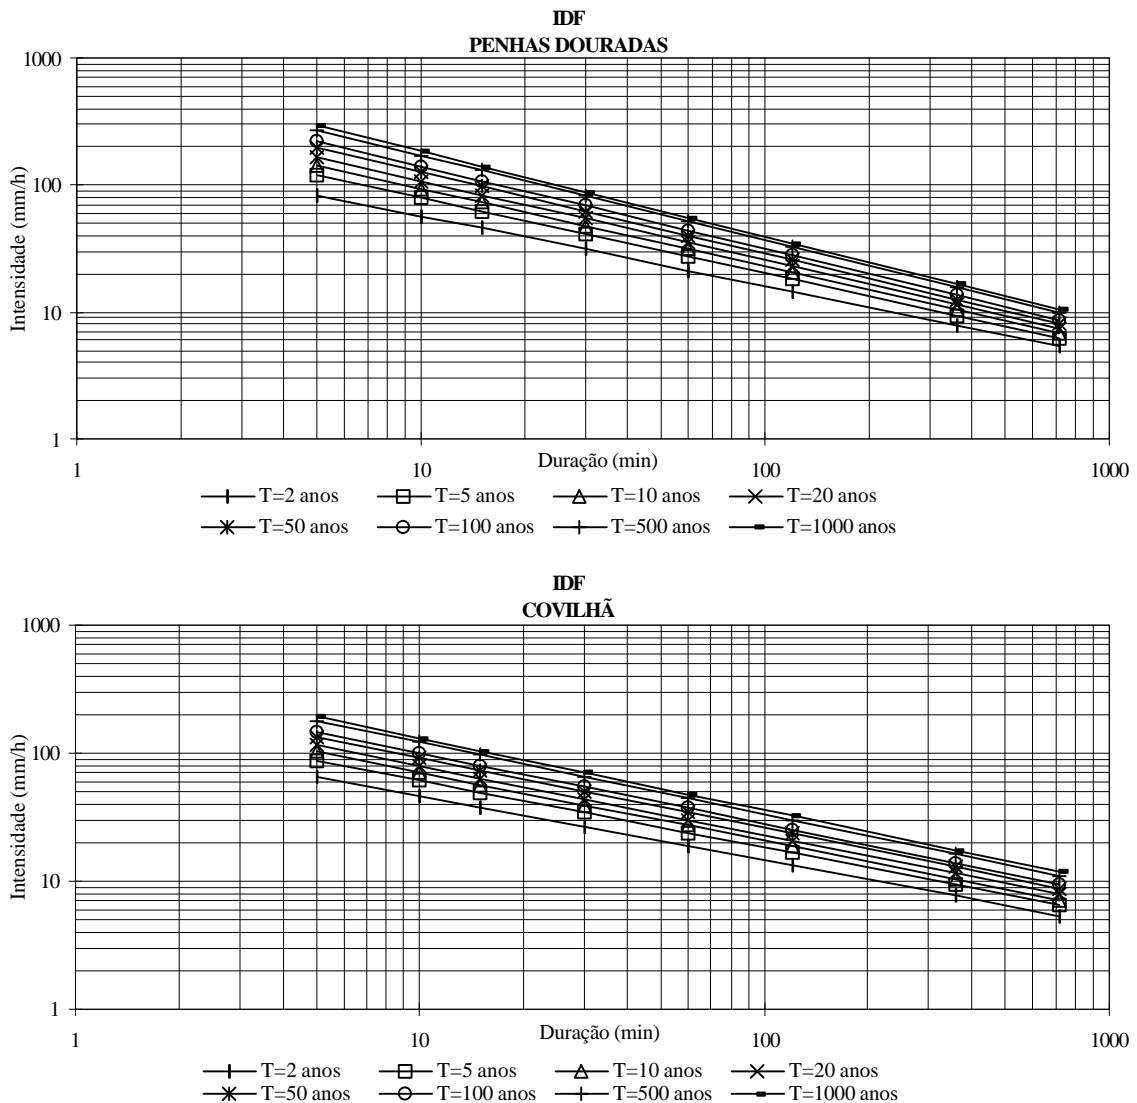 IDF
PENHAS DOURADAS
1000
100
10
1
Intensidade (mm/h)
1 10 100 1000
Duração (min)
T=2 anos T=5 anos T=10 anos T=20 anos
T=50 anos T=100 anos T=500 anos T=1000 anos
IDF
COVILHÃ
1000
100
10
1
Intensidade (mm/h)
1 10 100 1000
Duração (min)
T=2 anos T=5 anos T=10 anos T=20 anos
T=50 anos T=100 anos T=500 anos T=1000 anos